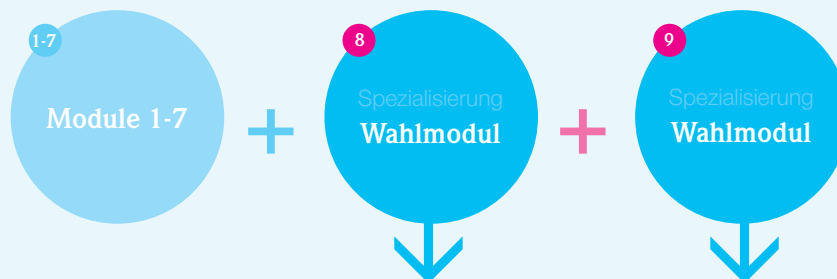 1-7
Module 1-7
8
Spezialisierung
Wahlmodul
9
Spezialisierung
Wahlmodul